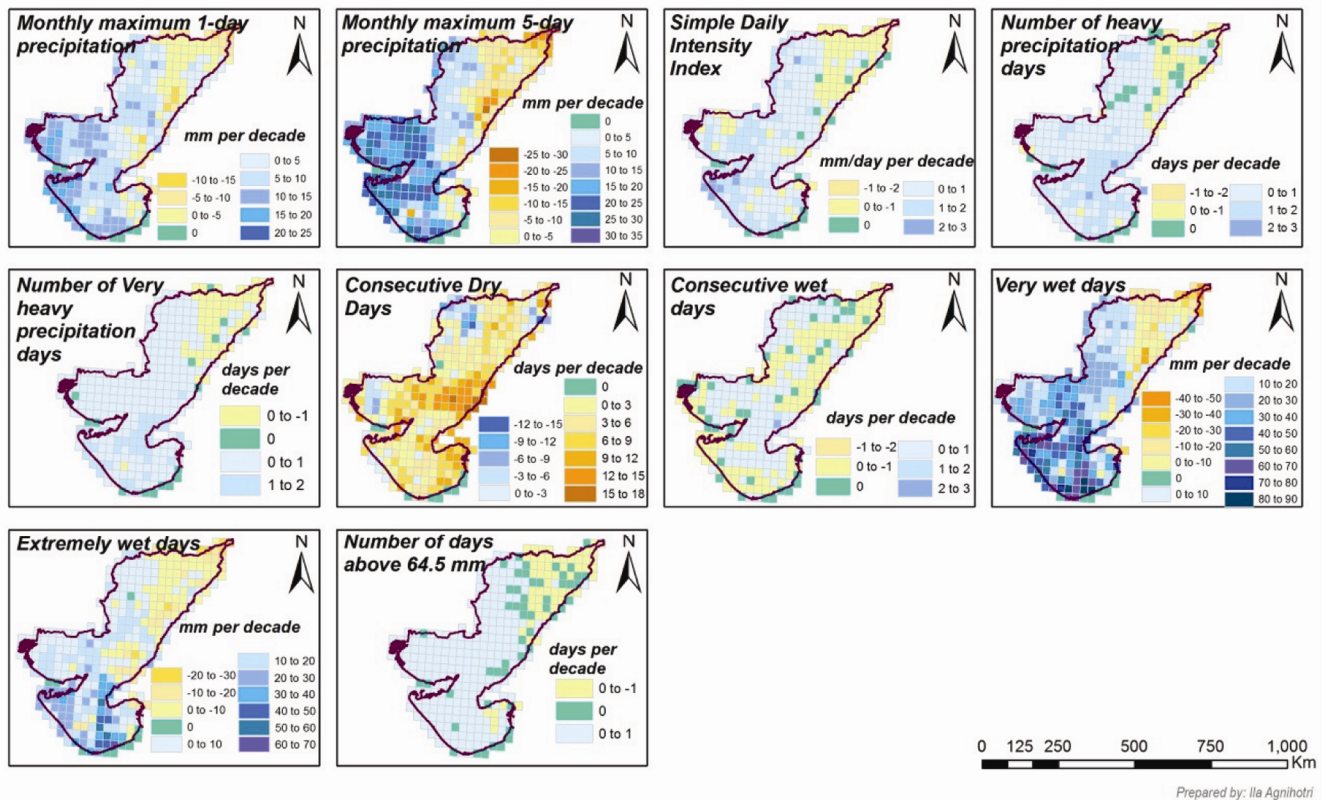 Monthly maximum 1-day
precipitation
N
mm per decade
-10 to -15
-5 to -10
0 to -5
0
0 to 5
5 to 10
10 to 15
15 to 20
20 to 25
Monthly maximum 5-day
precipitation
N
mm per decade
-25 to -30
-20 to -25
-15 to -20
-10 to -15
-5 to -10
0 to -5
0
0 to 5
5 to 10
10 to 15
15 to 20
20 to 25
25 to 30
30 to 35
Simple Daily
Intensity
Index
N
mm/day per decade
-1 to -2
0 to -1
0
0 to 1
1 to 2
2 to 3
Number of heavy
precipitation
days
N
days per decade
-1 to -2
0 to -1
0
0 to 1
1 to 2
2 to 3
Number of Very
heavy
precipitation
days
N
days per
decade
0 to -1
0
0 to 1
1 to 2
Consecutive Dry
Days
N
days per decade
-12 to -15
-9 to -12
-6 to -9
-3 to -6
0 to -3
0
0 to 3
3 to 6
6 to 9
9 to 12
12 to 15
15 to 18
Consecutive wet
days
N
days per decade
-1 to -2
0 to -1
0
0 to 1
1 to 2
2 to 3
Very wet days
N
mm per decade
-40 to -50
-30 to -40
-20 to -30
-10 to -20
0 to -10
0
0 to 10
10 to 20
20 to 30
30 to 40
40 to 50
50 to 60
60 to 70
70 to 80
80 to 90
Extremely wet days
N
mm per decade
-20 to -30
-10 to -20
0 to -10
0
0 to 10
10 to 20
20 to 30
30 to 40
40 to 50
50 to 60
60 to 70
Number of days
above 64.5 mm
N
days per
decade
0 to -1
0
0 to 1
0 125 250 500 750 1,000
Km
Prepared by: Ila Agnihotri